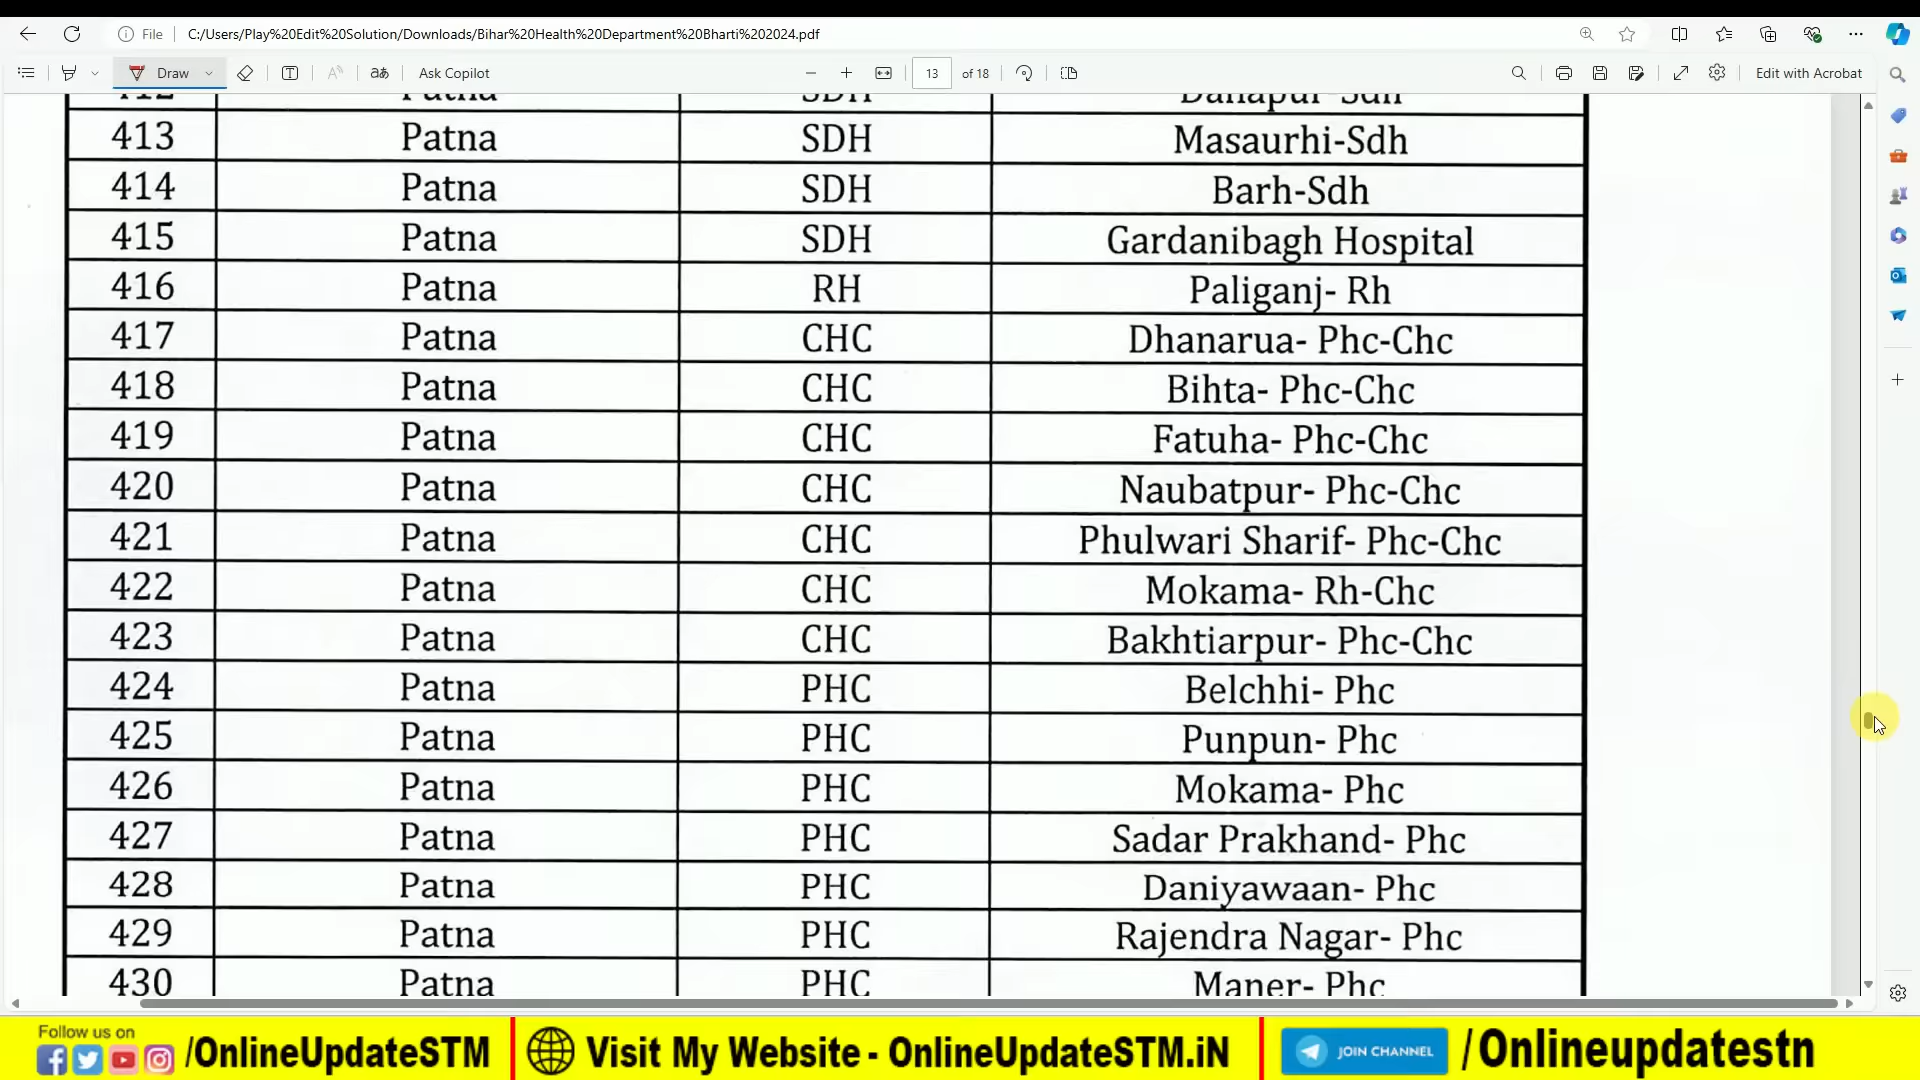 File C:/Users/Play%20Edit%20Solution/Downloads/Bihar%20Health%20Department%20Bharti%202024.pdf
Draw aあ Ask Copilot 13 of 18 Edit with Acrobat
412 Patna SDH Danapur-Sdh
413 Patna SDH Masaurhi-Sdh
414 Patna SDH Barh-Sdh
415 Patna SDH Gardanibagh Hospital
416 Patna RH Paliganj- Rh
417 Patna CHC Dhanarua- Phc-Chc
418 Patna CHC Bihta- Phc-Chc
419 Patna CHC Fatuha- Phc-Chc
420 Patna CHC Naubatpur- Phc-Chc
421 Patna CHC Phulwari Sharif- Phc-Chc
422 Patna CHC Mokama- Rh-Chc
423 Patna CHC Bakhtiarpur- Phc-Chc
424 Patna PHC Belchhi- Phc
425 Patna PHC Punpun- Phc
426 Patna PHC Mokama- Phc
427 Patna PHC Sadar Prakhand- Phc
428 Patna PHC Daniyawaan- Phc
429 Patna PHC Rajendra Nagar- Phc
430 Patna PHC Maner- Phc
Follow us on
/OnlineUpdateSTM Visit My Website - OnlineUpdateSTM.iN JOIN CHANNEL /Onlineupdatestn